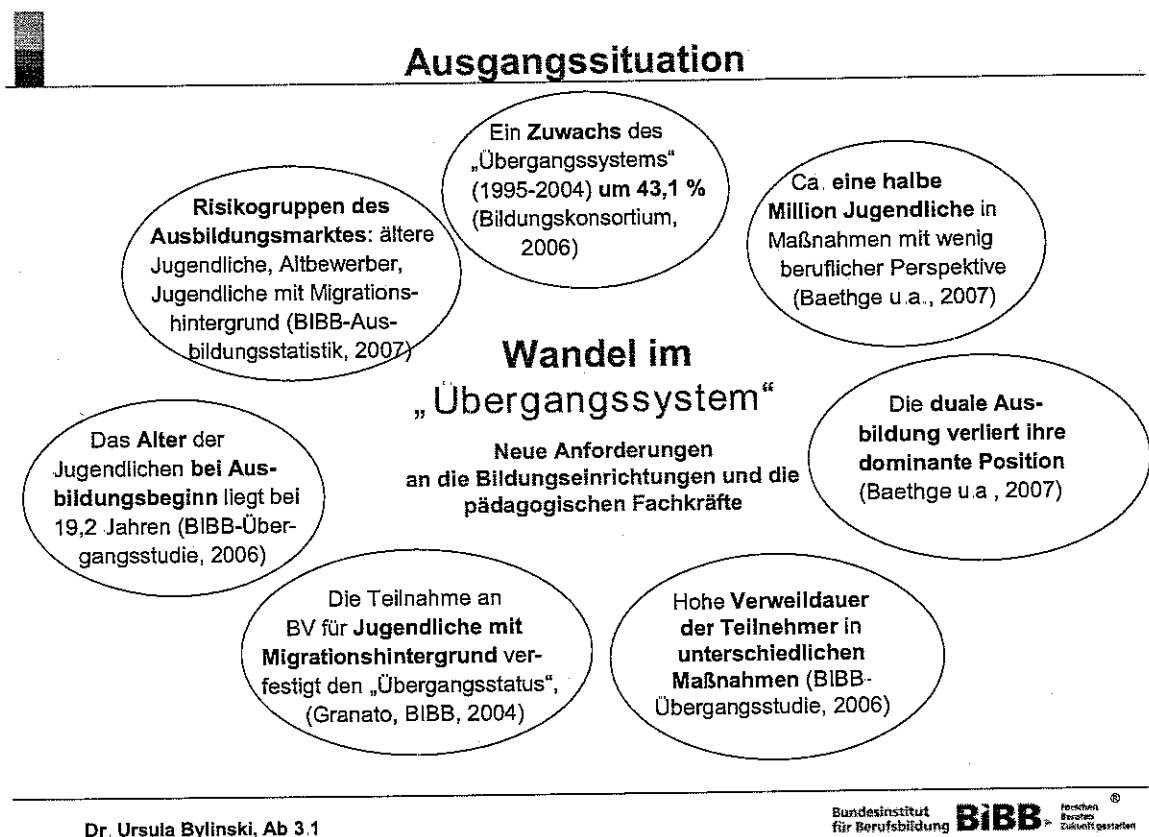 Ausgangssituation
Ein Zuwachs des
„Übergangssystems“
(1995-2004) um 43,1 %
(Bildungskonsortium,
2006)
Risikogruppen des
Ausbildungsmarktes: ältere
Jugendliche, Altbewerber,
Jugendliche mit Migrations-
hintergrund (BIBB-Aus-
bildungsstatistik, 2007)
Ca. eine halbe
Million Jugendliche in
Maßnahmen mit wenig
beruflicher Perspektive
(Baethge u.a., 2007)
Wandel im
„Übergangssystem“
Neue Anforderungen
an die Bildungseinrichtungen und die
pädagogischen Fachkräfte
Das Alter der
Jugendlichen bei Aus-
bildungsbeginn liegt bei
19,2 Jahren (BIBB-Über-
gangsstudie, 2006)
Die duale Aus-
bildung verliert ihre
dominante Position
(Baethge u.a., 2007)
Die Teilnahme an
BV für Jugendliche mit
Migrationshintergrund ver-
festigt den „Übergangsstatus“,
(Granato, BIBB, 2004)
Hohe Verweildauer
der Teilnehmer in
unterschiedlichen
Maßnahmen (BIBB-
Übergangsstudie, 2006)
Dr. Ursula Bylinski, Ab 3.1
Bundesinstitut
für Berufsbildung
BiBB
Forschen
Beraten
Zukunft gestalten
®